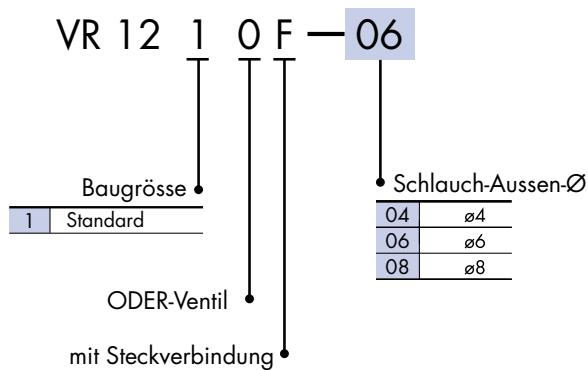 VR 12 1 0 F — 06
Baugrösse
1 Standard
Schlauch-Aussen-Ø
04 ø4
06 ø6
08 ø8
ODER-Ventil
mit Steckverbindung